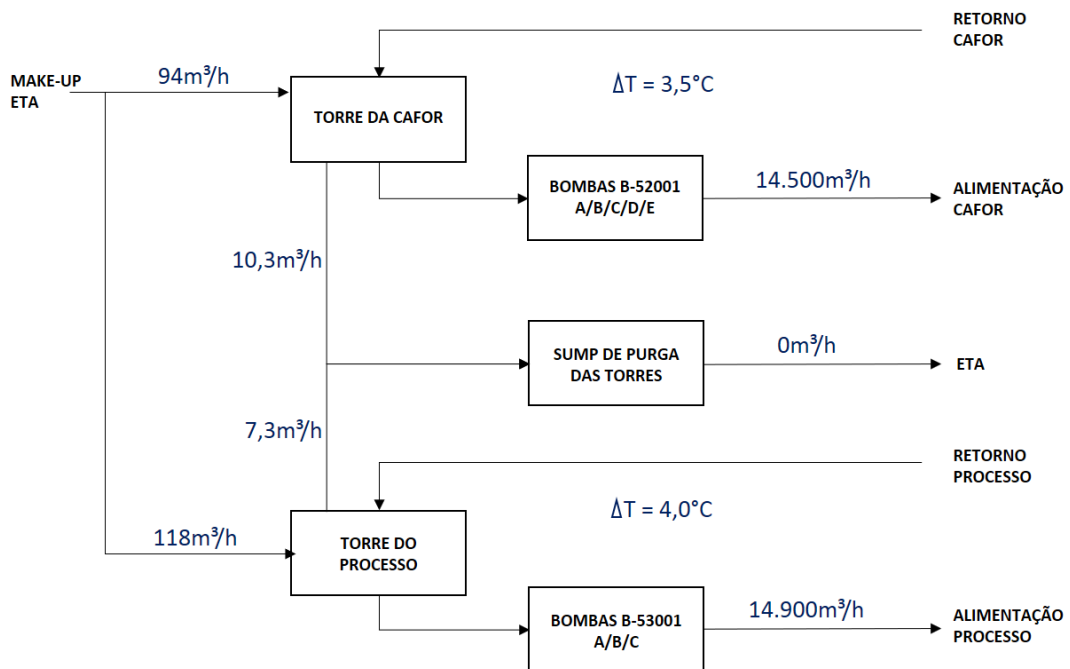 RETORNO
CAFOR
MAKE-UP
ETA
94m³/h
ΔT = 3,5°C
TORRE DA CAFOR
BOMBAS B-52001
A/B/C/D/E
14.500m³/h
ALIMENTAÇÃO
CAFOR
10,3m³/h
SUMP DE PURGA
DAS TORRES
0m³/h
ETA
7,3m³/h
RETORNO
PROCESSO
ΔT = 4,0°C
118m³/h
TORRE DO
PROCESSO
BOMBAS B-53001
A/B/C
14.900m³/h
ALIMENTAÇÃO
PROCESSO